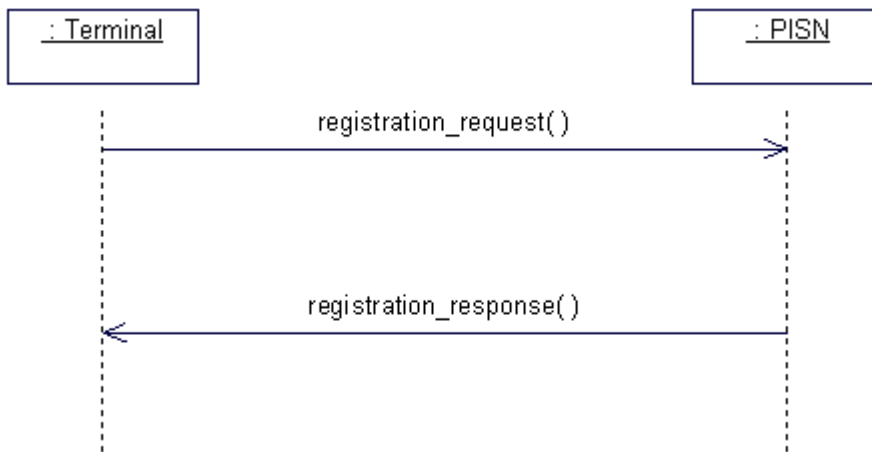 : Terminal
: PISN
registration_request( )
registration_response( )